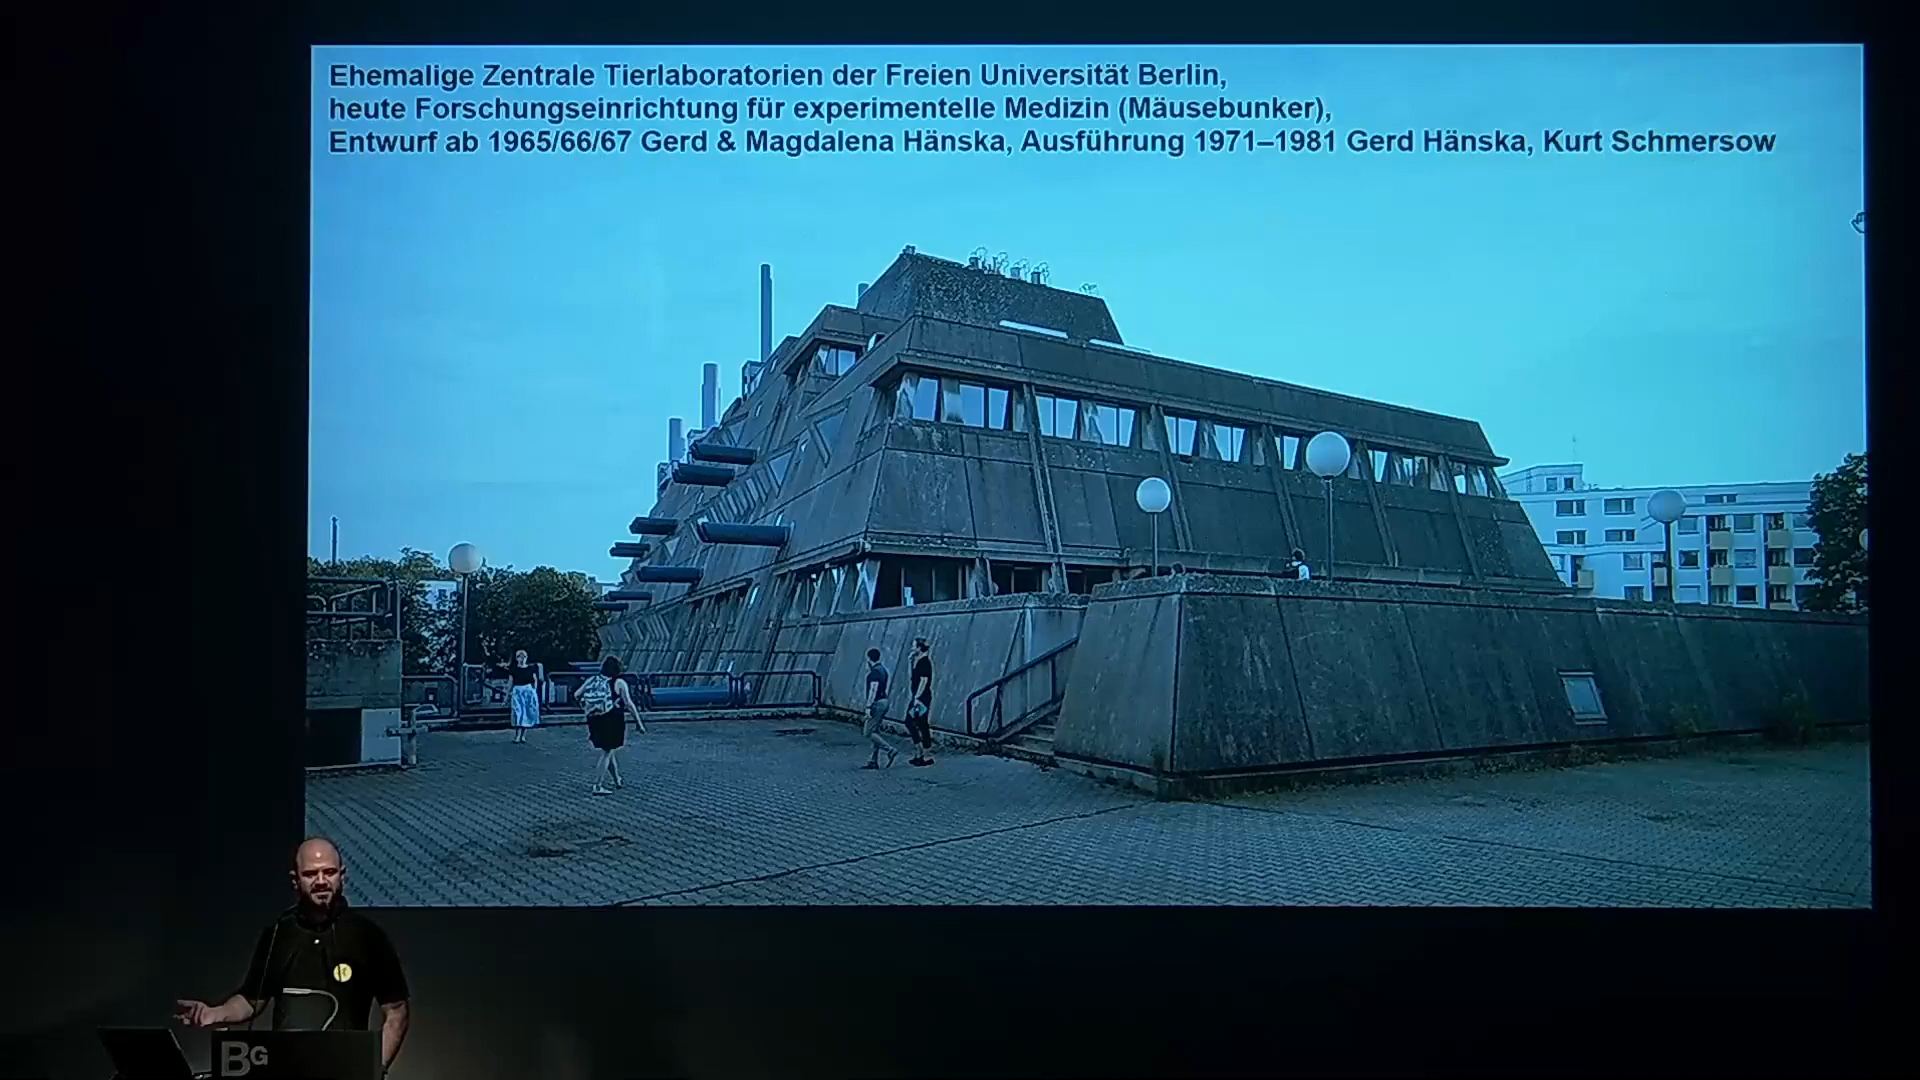 Ehemalige Zentrale Tierlaboratorien der Freien Universität Berlin,
heute Forschungseinrichtung für experimentelle Medizin (Mäusebunker),
Entwurf ab 1965/66/67 Gerd & Magdalena Hänska, Ausführung 1971–1981 Gerd Hänska, Kurt Schmersow
BG